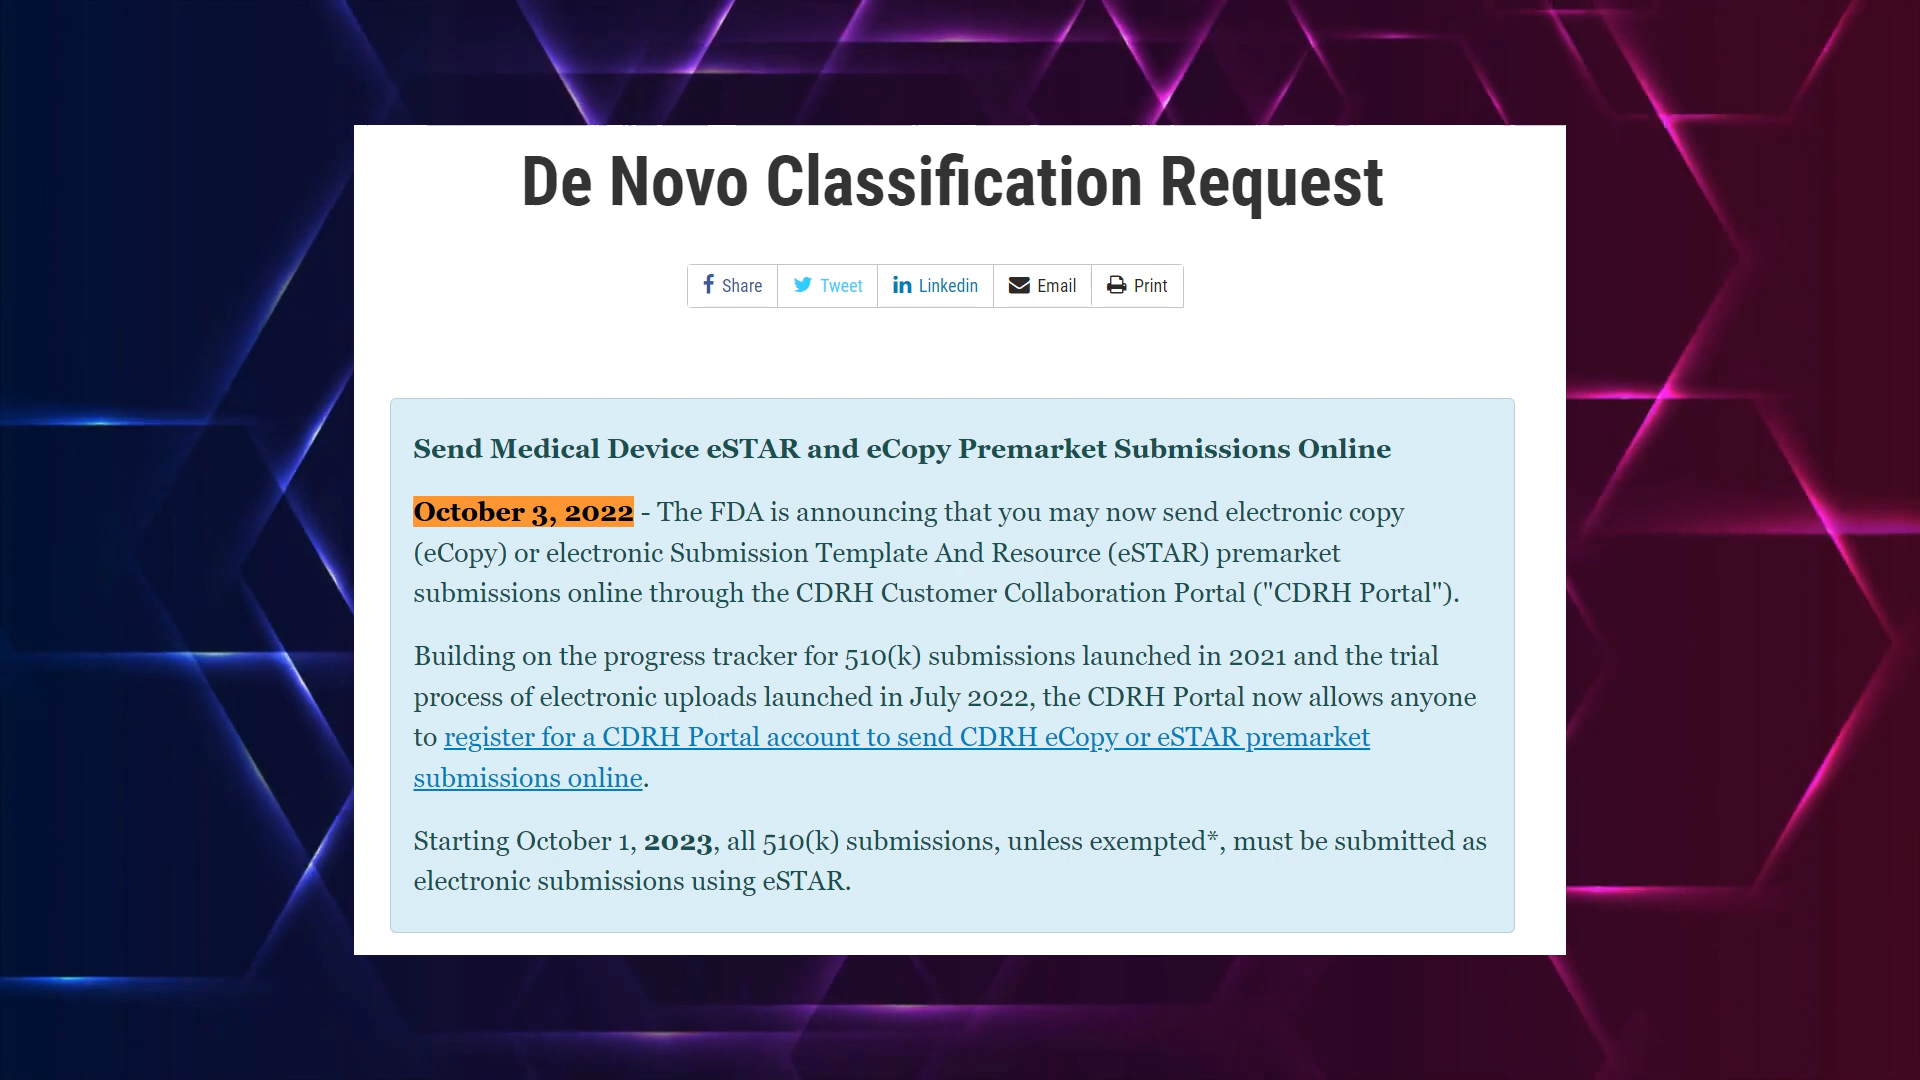 De Novo Classification Request
Share Tweet Linkedin Email Print
Send Medical Device eSTAR and eCopy Premarket Submissions Online
October 3, 2022 - The FDA is announcing that you may now send electronic copy
(eCopy) or electronic Submission Template And Resource (eSTAR) premarket
submissions online through the CDRH Customer Collaboration Portal ("CDRH Portal").
Building on the progress tracker for 510(k) submissions launched in 2021 and the trial
process of electronic uploads launched in July 2022, the CDRH Portal now allows anyone
to register for a CDRH Portal account to send CDRH eCopy or eSTAR premarket
submissions online.
Starting October 1, 2023, all 510(k) submissions, unless exempted*, must be submitted as
electronic submissions using eSTAR.